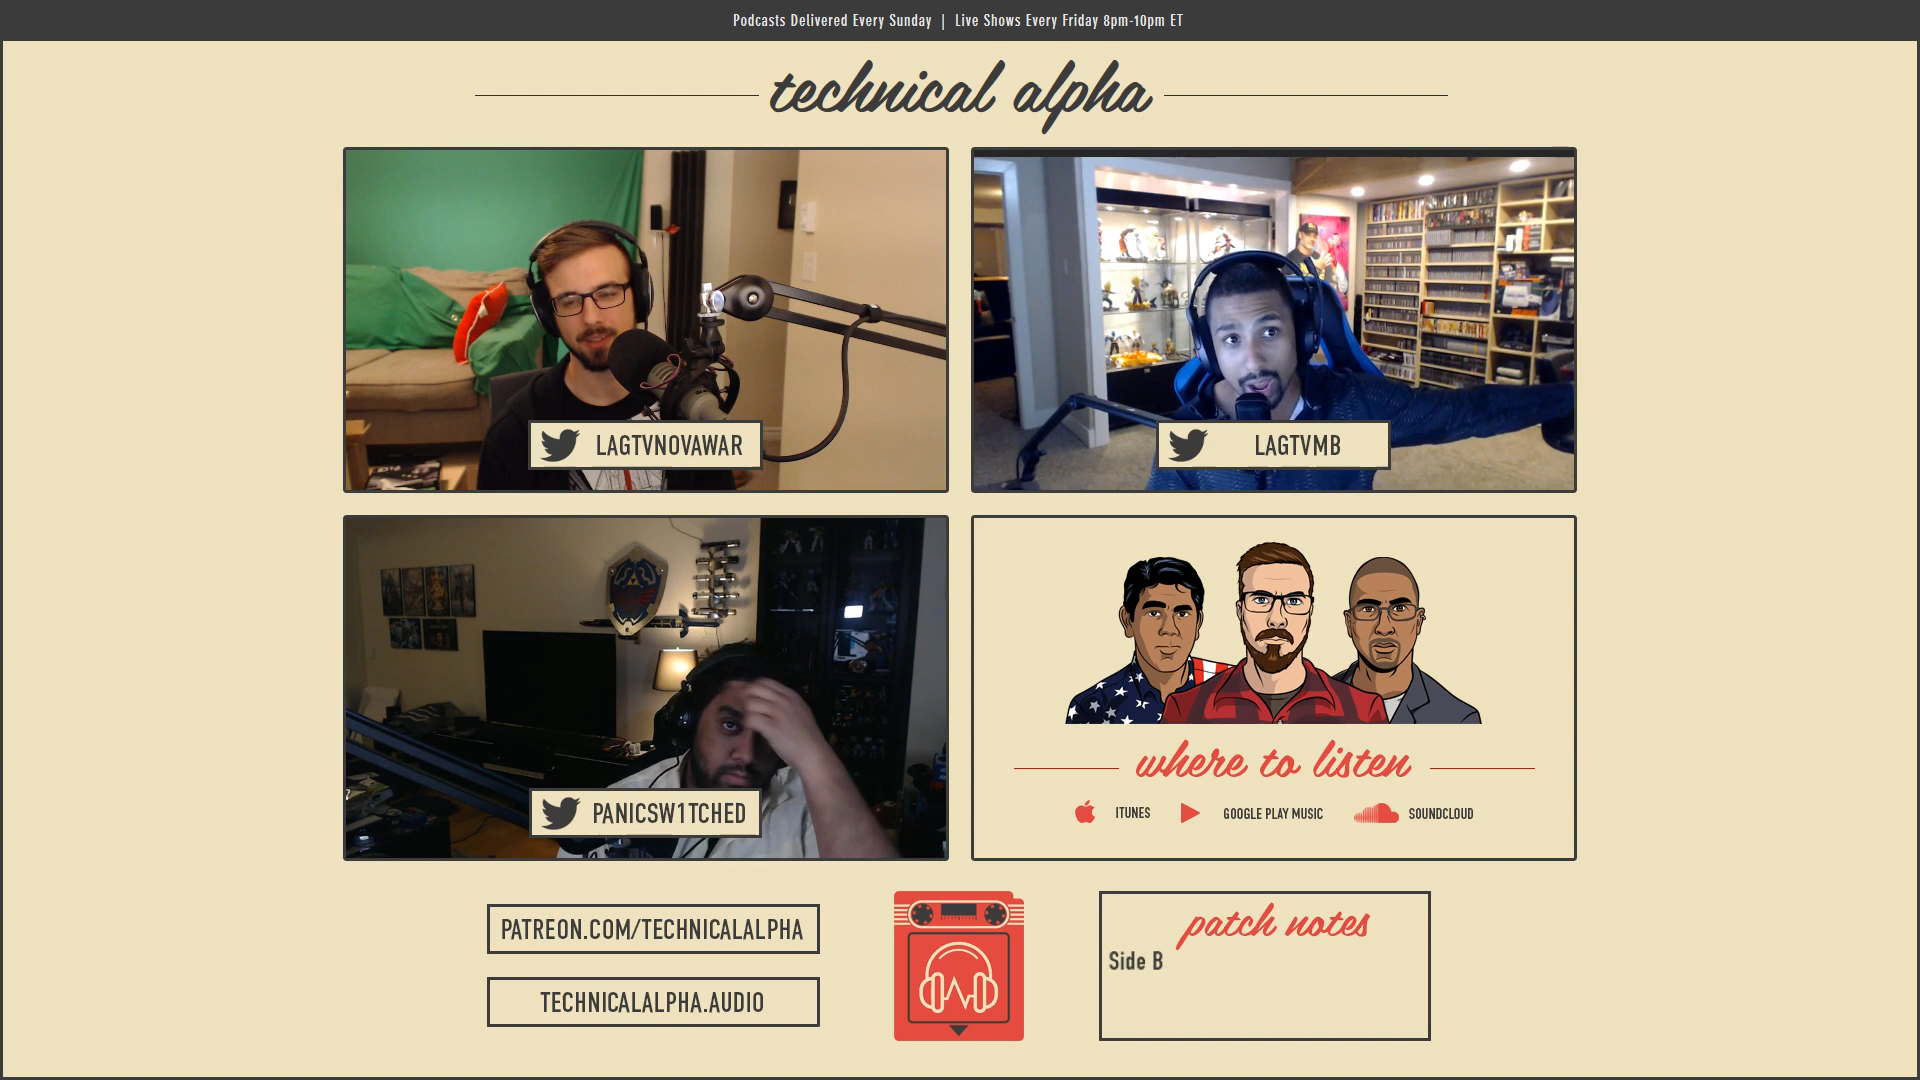 Podcasts Delivered Every Sunday | Live Shows Every Friday 8pm-10pm ET
technical alpha
LAGTVNOVAWAR
LAGTVMB
PANICSW1TCHED
where to listen
ITUNES
GOOGLE PLAY MUSIC
SOUNDCLOUD
PATREON.COM/TECHNICALALPHA
TECHNICALALPHA.AUDIO
patch notes
Side B